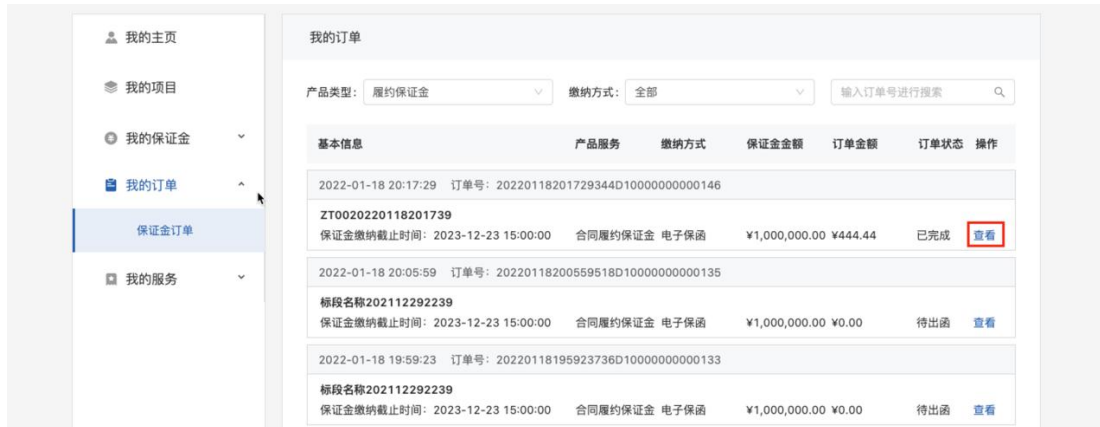 我的主页
我的项目
我的保证金
我的订单
保证金订单
我的服务
我的订单
产品类型： 履约保证金 缴纳方式： 全部 输入订单号进行搜索
基本信息 产品服务 缴纳方式 保证金金额 订单金额 订单状态 操作
2022-01-18 20:17:29 订单号：20220118201729344D10000000000146
ZT0020220118201739
保证金缴纳截止时间：2023-12-23 15:00:00 合同履约保证金 电子保函 ¥1,000,000.00 ¥444.44 已完成 查看
2022-01-18 20:05:59 订单号：20220118200559518D10000000000135
标段名称202112292239
保证金缴纳截止时间：2023-12-23 15:00:00 合同履约保证金 电子保函 ¥1,000,000.00 ¥0.00 待出函 查看
2022-01-18 19:59:23 订单号：20220118195923736D10000000000133
标段名称202112292239
保证金缴纳截止时间：2023-12-23 15:00:00 合同履约保证金 电子保函 ¥1,000,000.00 ¥0.00 待出函 查看